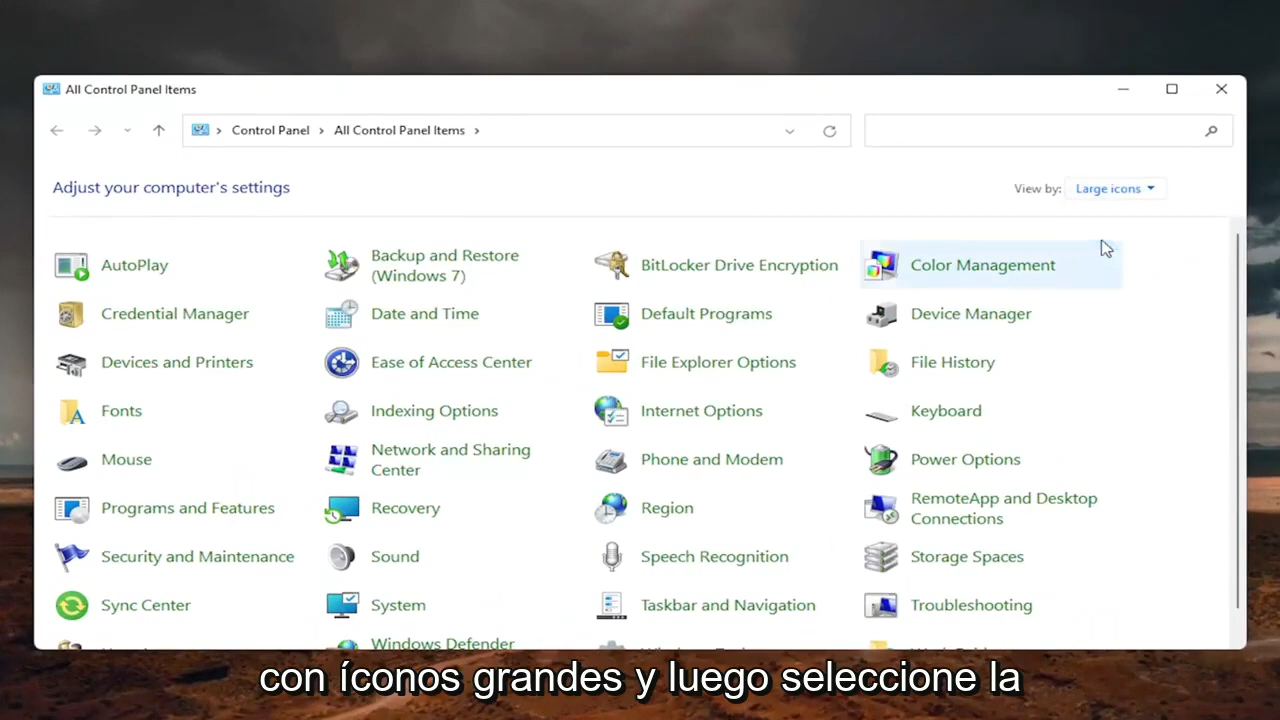 All Control Panel Items
Control Panel > All Control Panel Items >
Adjust your computer's settings
View by: Large icons
AutoPlay
Backup and Restore
(Windows 7)
BitLocker Drive Encryption
Color Management
Credential Manager
Date and Time
Default Programs
Device Manager
Devices and Printers
Ease of Access Center
File Explorer Options
File History
Fonts
Indexing Options
Internet Options
Keyboard
Mouse
Network and Sharing
Center
Phone and Modem
Power Options
Programs and Features
Recovery
Region
RemoteApp and Desktop
Connections
Security and Maintenance
Sound
Speech Recognition
Storage Spaces
Sync Center
System
Taskbar and Navigation
Troubleshooting
Windows Defender
con íconos grandes y luego seleccione la